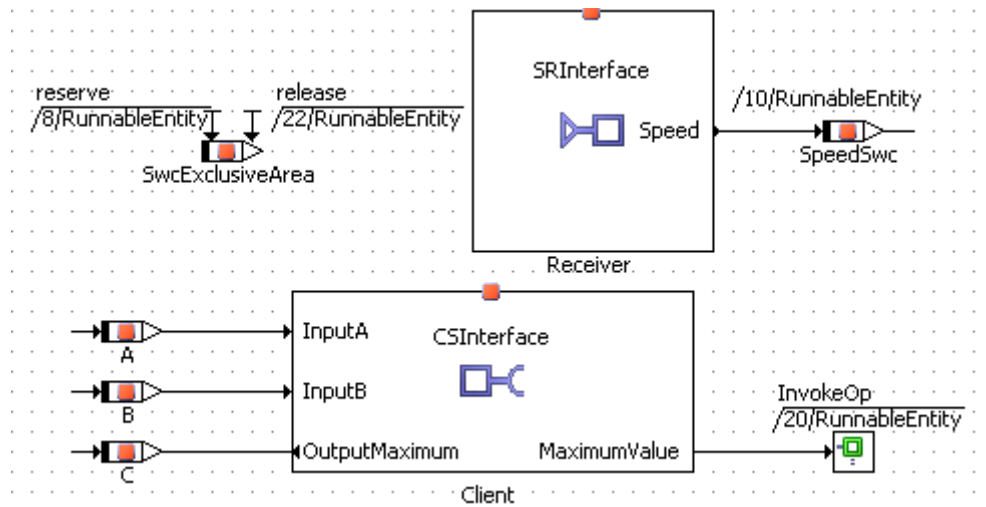 SRInterface
reserve
release
/8/RunnableEntity
/22/RunnableEntity
/10/RunnableEntity
Speed
SpeedSwc
SwcExclusiveArea
Receiver
InputA
CSInterface
A
InputB
InvokeOp
B
/20/RunnableEntity
OutputMaximum
MaximumValue
C
Client